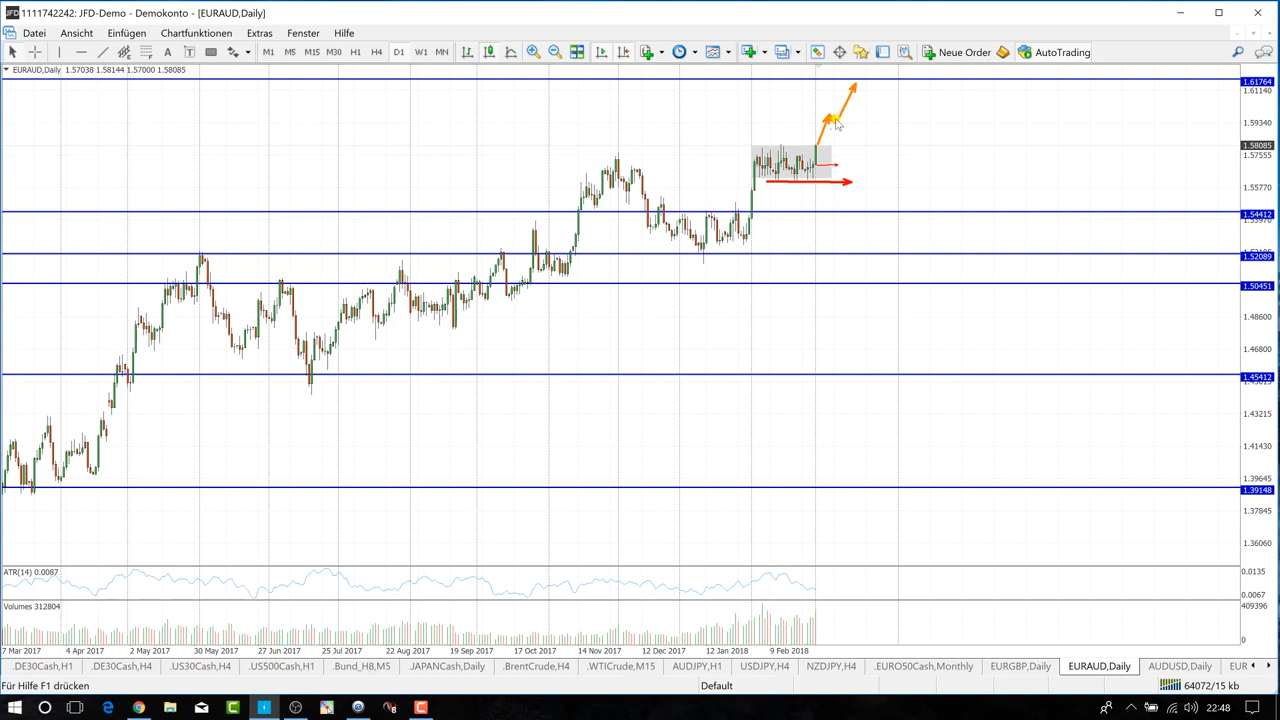 1111742242: JFD-Demo - Demokonto - [EURAUD,Daily]
Datei Ansicht Einfügen Chartfunktionen Extras Fenster Hilfe
A T M1 M5 M15 M30 H1 H4 D1 W1 MN Neue Order AutoTrading
EURAUD,Daily 1.57038 1.58144 1.57000 1.58085
1.61764
1.61140
1.59340
1.58085
1.57555
1.55770
1.54412
1.52089
1.50451
1.48600
1.46800
1.45412
1.43215
1.41430
1.39645
1.39148
1.37845
1.36060
ATR(14) 0.0087
0.0135
0.0067
Volumes 312804
409396
0
7 Mar 2017 4 Apr 2017 2 May 2017 30 May 2017 27 Jun 2017 25 Jul 2017 22 Aug 2017 19 Sep 2017 17 Oct 2017 14 Nov 2017 12 Dec 2017 12 Jan 2018 9 Feb 2018
.DE30Cash,H1 .DE30Cash,H4 .US30Cash,H4 .US500Cash,H1 .Bund_H8,M5 .JAPANCash,Daily .BrentCrude,H4 .WTICrude,M15 AUDJPY,H1 USDJPY,H4 NZDJPY,H4 .EURO50Cash,Monthly EURGBP,Daily EURAUD,Daily AUDUSD,Daily EUR
Für Hilfe F1 drücken Default 64072/15 kb
22:48